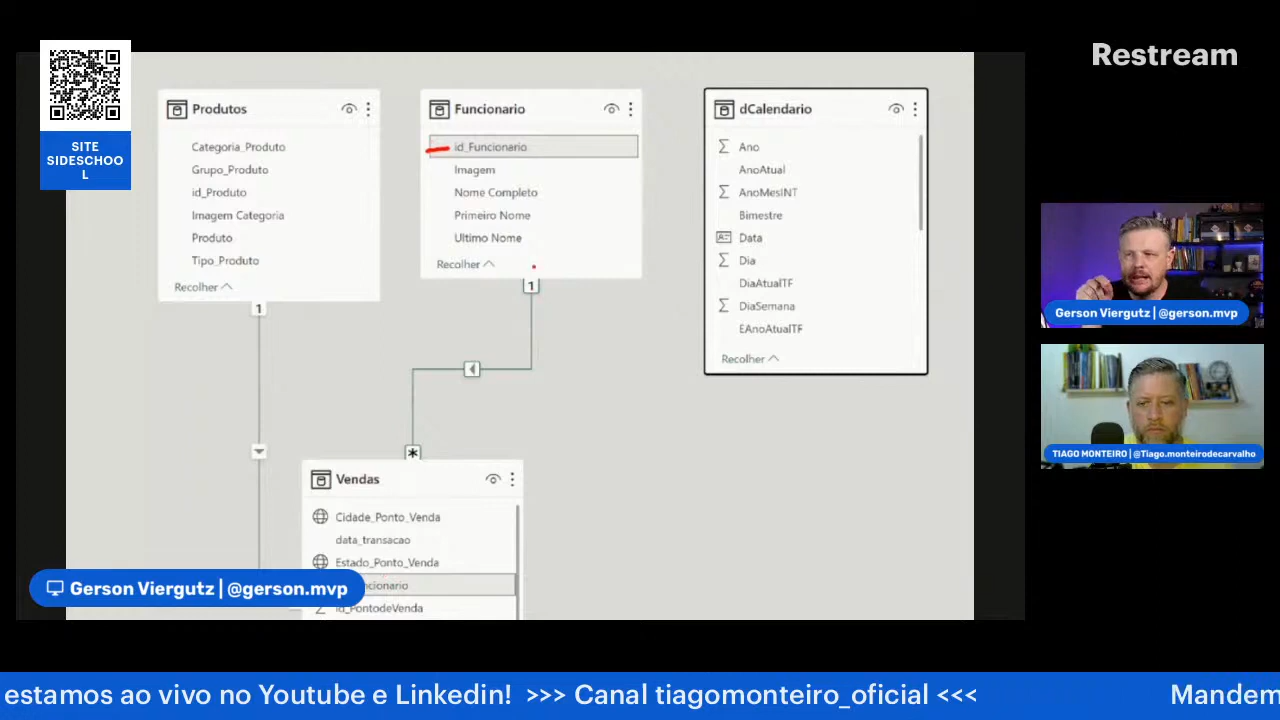 Restream
SITE
SIDESCHOO
L
Produtos
Categoria_Produto
Grupo_Produto
id_Produto
Imagem Categoria
Produto
Tipo_Produto
Recolher
1
Funcionario
id_Funcionario
Imagem
Nome Completo
Primeiro Nome
Ultimo Nome
Recolher
1
dCalendario
Ano
AnoAtual
AnoMesINT
Bimestre
Data
Dia
DiaAtualTF
DiaSemana
EAnoAtualTF
Recolher
*
Vendas
Cidade_Ponto_Venda
data_transacao
Estado_Ponto_Venda
ncionario
id_PontodeVenda
Gerson Viergutz | @gerson.mvp
Gerson Viergutz | @gerson.mvp
TIAGO MONTEIRO | @Tiago.monteirodecarvalho
estamos ao vivo no Youtube e Linkedin! >>> Canal tiagomonteiro_oficial <<< Mandem